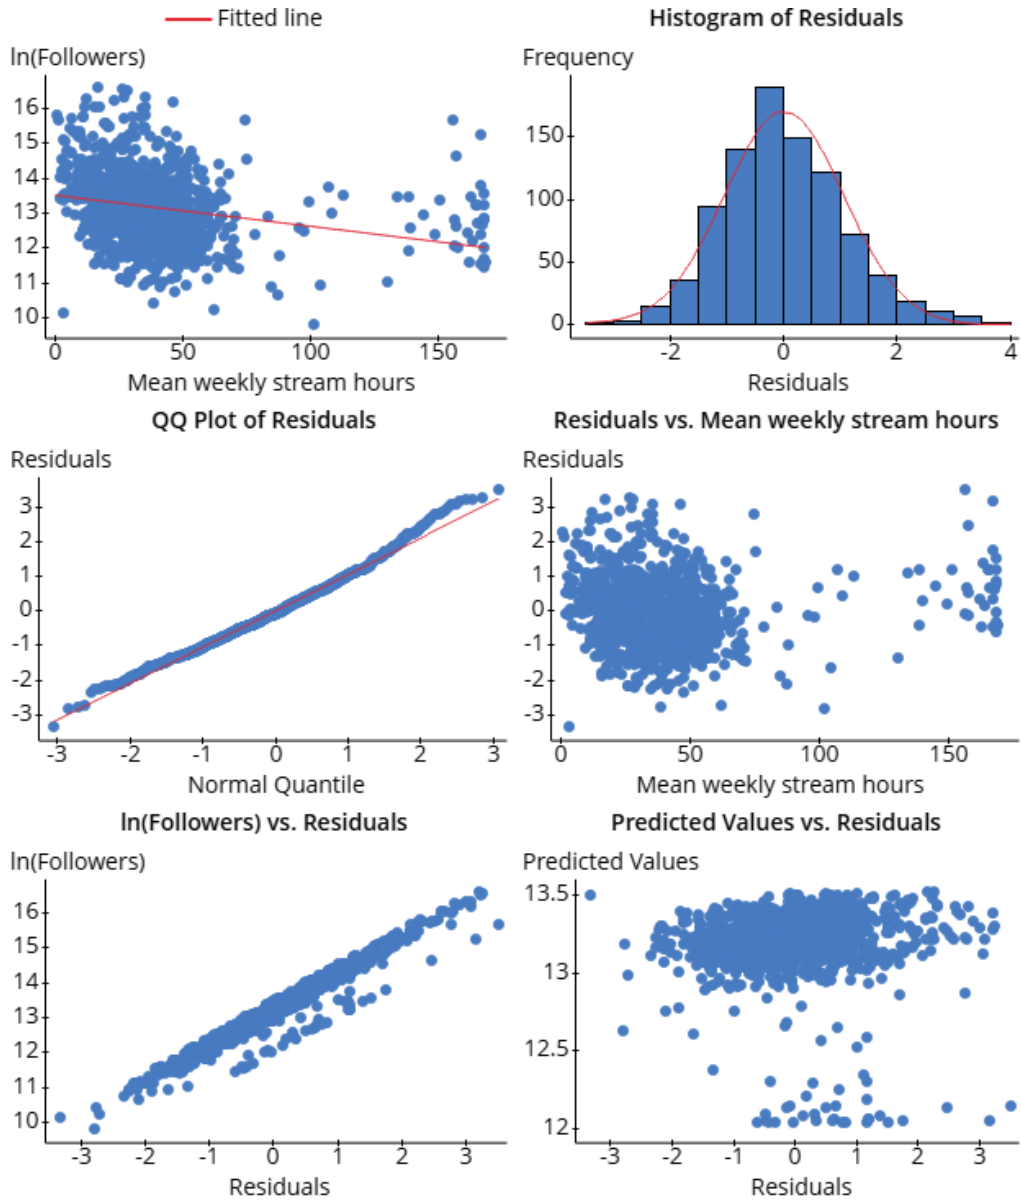 Fitted line
ln(Followers)
16
15
14
13
12
11
10
0 50 100 150
Mean weekly stream hours
Histogram of Residuals
Frequency
150
100
50
0
-2 0 2 4
Residuals
QQ Plot of Residuals
Residuals
3
2
1
0
-1
-2
-3
-3 -2 -1 0 1 2 3
Normal Quantile
Residuals vs. Mean weekly stream hours
Residuals
3
2
1
0
-1
-2
-3
0 50 100 150
Mean weekly stream hours
ln(Followers) vs. Residuals
ln(Followers)
16
15
14
13
12
11
10
-3 -2 -1 0 1 2 3
Residuals
Predicted Values vs. Residuals
Predicted Values
13.5
13
12.5
12
-3 -2 -1 0 1 2 3
Residuals